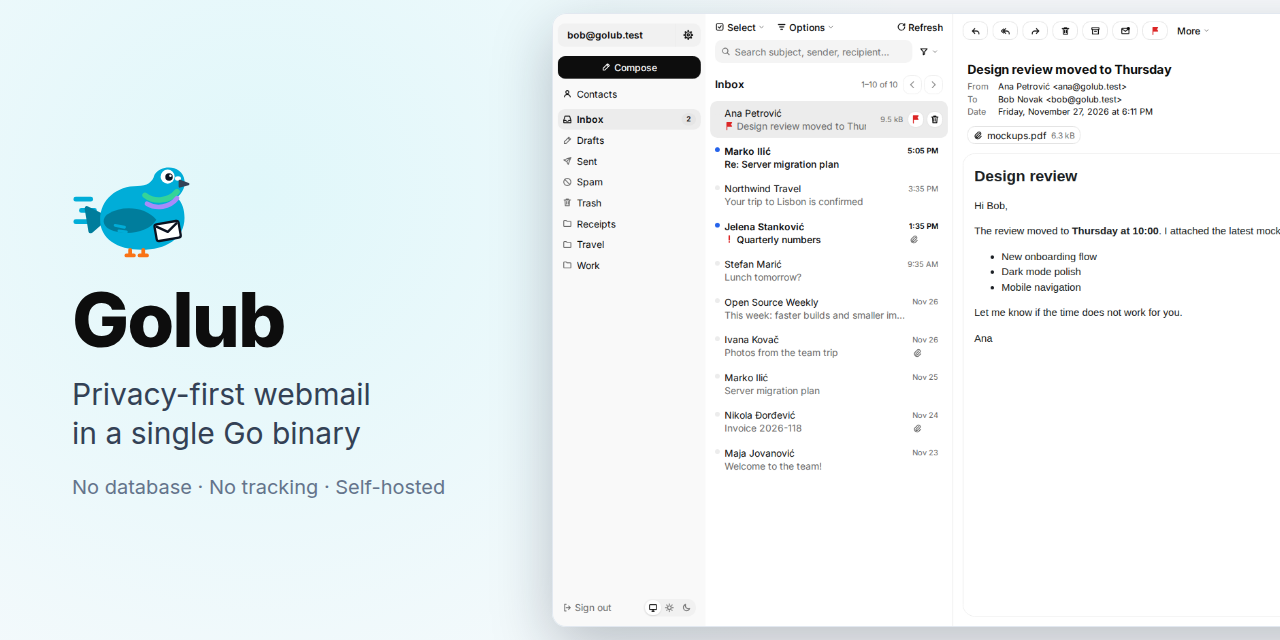 Golub
Privacy-first webmail
in a single Go binary
No database · No tracking · Self-hosted
bob@golub.test
Compose
Contacts
Inbox 2
Drafts
Sent
Spam
Trash
Receipts
Travel
Work
Sign out
Select Options Refresh
Search subject, sender, recipient...
Inbox 1–10 of 10
Ana Petrović 9.5 kB
Design review moved to Thur
Marko Ilić 5:05 PM
Re: Server migration plan
Northwind Travel 3:35 PM
Your trip to Lisbon is confirmed
Jelena Stanković 1:35 PM
Quarterly numbers
Stefan Marić 9:35 AM
Lunch tomorrow?
Open Source Weekly Nov 26
This week: faster builds and smaller im...
Ivana Kovač Nov 26
Photos from the team trip
Marko Ilić Nov 25
Server migration plan
Nikola Đorđević Nov 24
Invoice 2026-118
Maja Jovanović Nov 23
Welcome to the team!
More
Design review moved to Thursday
From Ana Petrović <ana@golub.test>
To Bob Novak <bob@golub.test>
Date Friday, November 27, 2026 at 6:11 PM
mockups.pdf 6.3 kB
Design review
Hi Bob,
The review moved to Thursday at 10:00. I attached the latest mock
• New onboarding flow
• Dark mode polish
• Mobile navigation
Let me know if the time does not work for you.
Ana